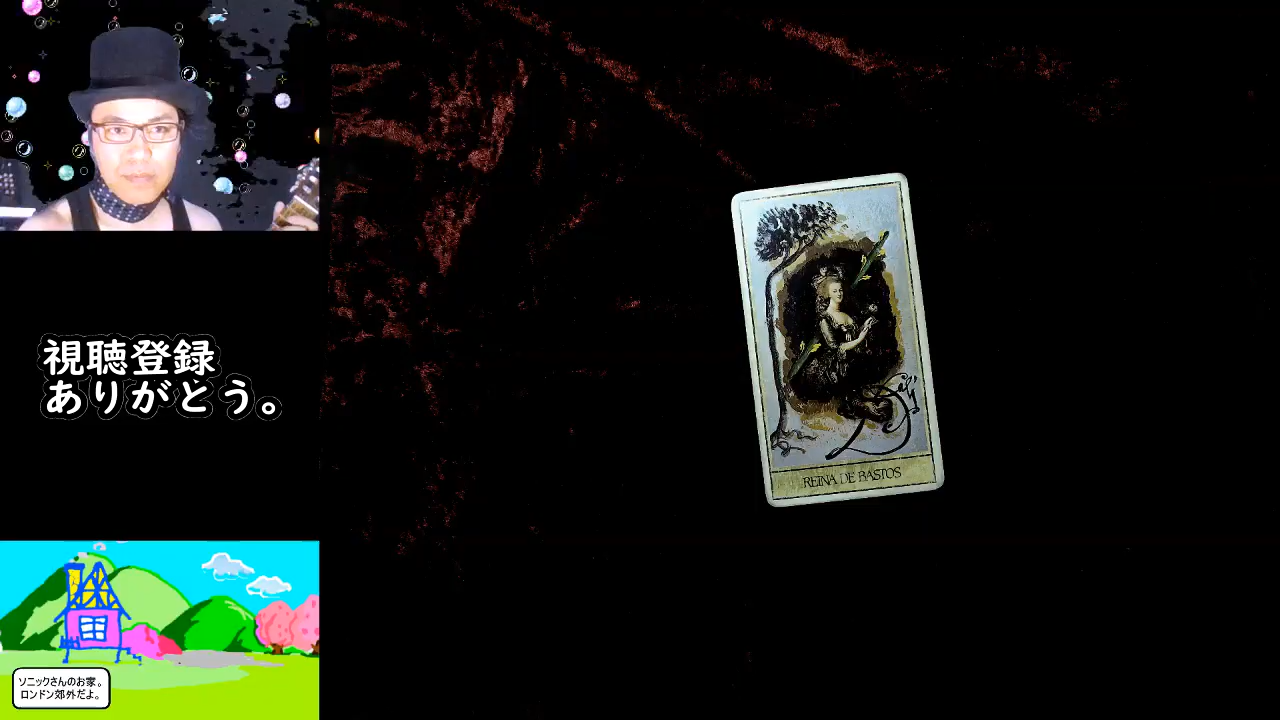 視聴登録
ありがとう。
REINA DE BASTOS
ソニックさんのお家。
ロンドン郊外だよ。